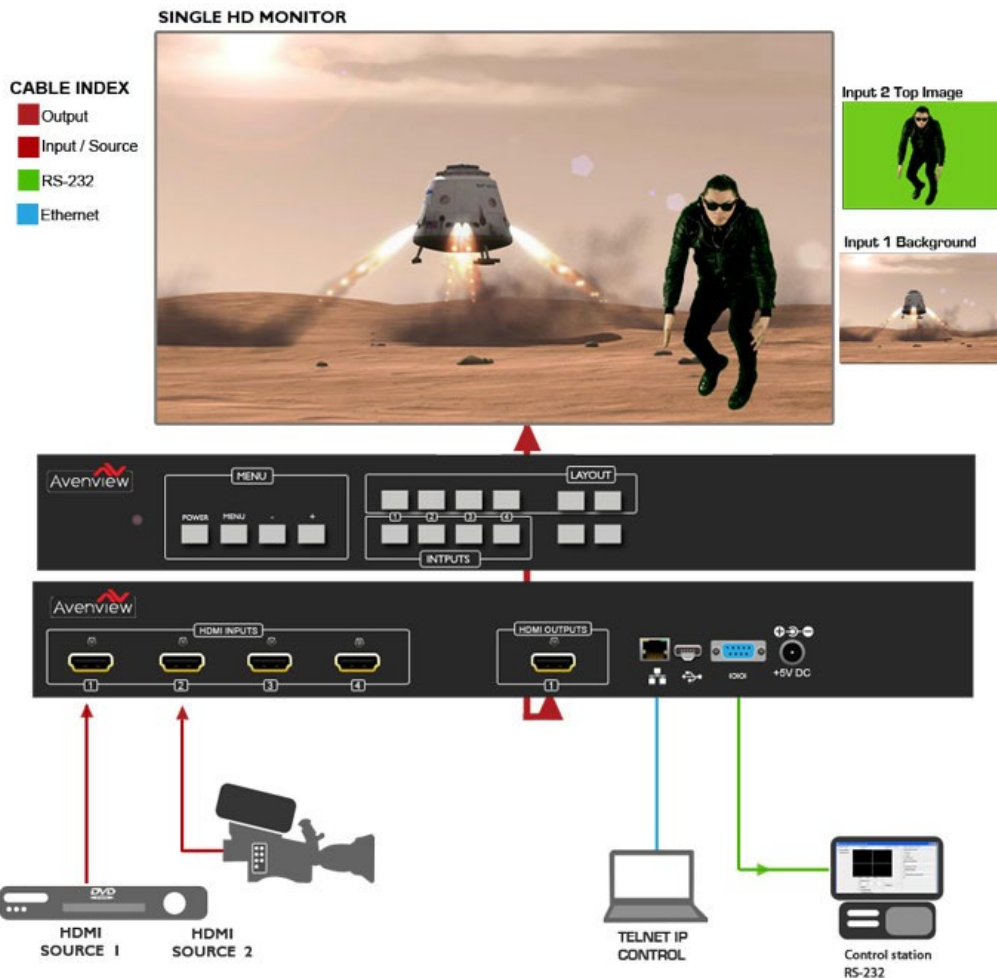 SINGLE HD MONITOR
CABLE INDEX
Output
Input / Source
RS-232
Ethernet
Input 2 Top Image
Input 1 Background
Avenview
MENU
LAYOUT
POWER
MENU
-
+
1
2
3
4
INTPUTS
Avenview
HDMI INPUTS
HDMI OUTPUTS
1
2
3
4
1
IOIOI
+5V DC
DVD
HDMI
SOURCE 1
HDMI
SOURCE 2
TELNET IP
CONTROL
Control station
RS-232